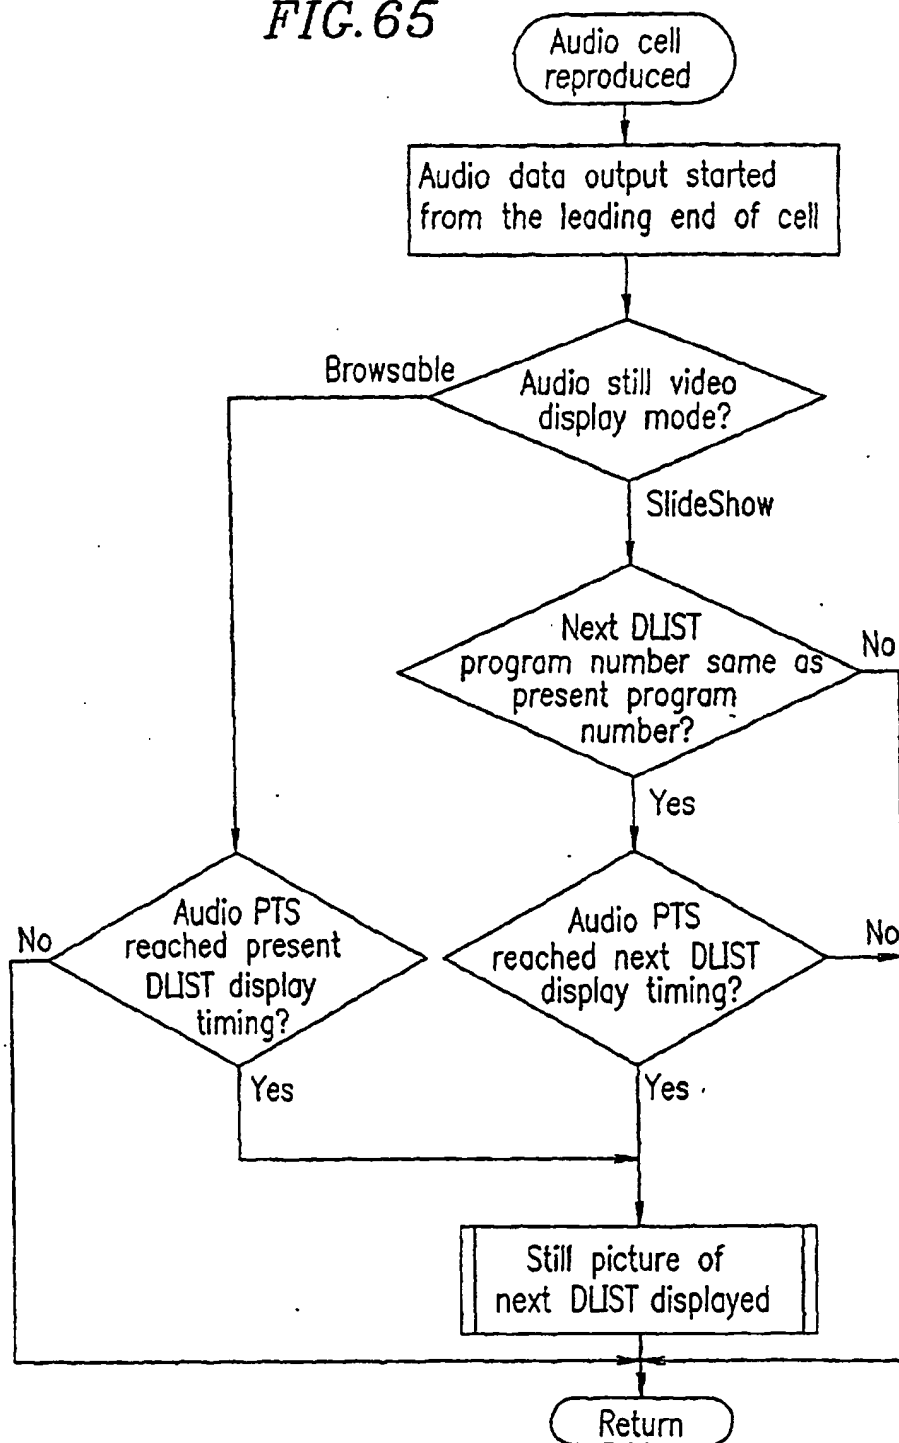 FIG. 65
Audio cell
reproduced
Audio data output started
from the leading end of cell
Browsable
Audio still video
display mode?
SlideShow
Next DLIST
program number same as
present program
number?
No
Yes
Audio PTS
reached present
DLIST display
timing?
No
Yes
Audio PTS
reached next DLIST
display timing?
No
Yes
Still picture of
next DLIST displayed
Return